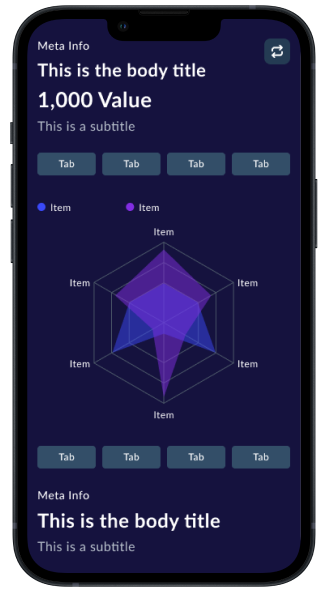 Meta Info
This is the body title
1,000 Value
This is a subtitle
Tab Tab Tab Tab
Item Item
Item
Item Item
Item Item
Item
Tab Tab Tab Tab
Meta Info
This is the body title
This is a subtitle